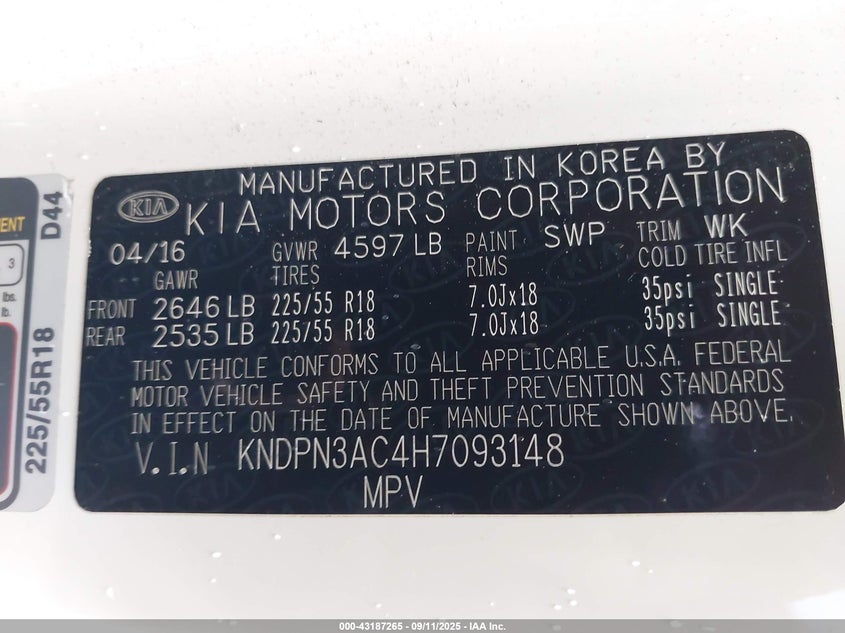 MANUFACTURED IN KOREA BY
KIA KIA MOTORS CORPORATION
04/16 GVWR 4597 LB PAINT SWP TRIM WK
GAWR TIRES RIMS COLD TIRE INFL
FRONT 2646 LB 225/55 R18 7.0Jx18 35psi SINGLE
REAR 2535 LB 225/55 R18 7.0Jx18 35psi SINGLE
THIS VEHICLE CONFORMS TO ALL APPLICABLE U.S.A. FEDERAL
MOTOR VEHICLE SAFETY AND THEFT PREVENTION STANDARDS
IN EFFECT ON THE DATE OF MANUFACTURE SHOWN ABOVE.
V.I.N KNDPN3AC4H7093148
MPV
3
lbs.
lb.
225/55R18 D44
000-43187265 - 09/11/2025 - IAA Inc.